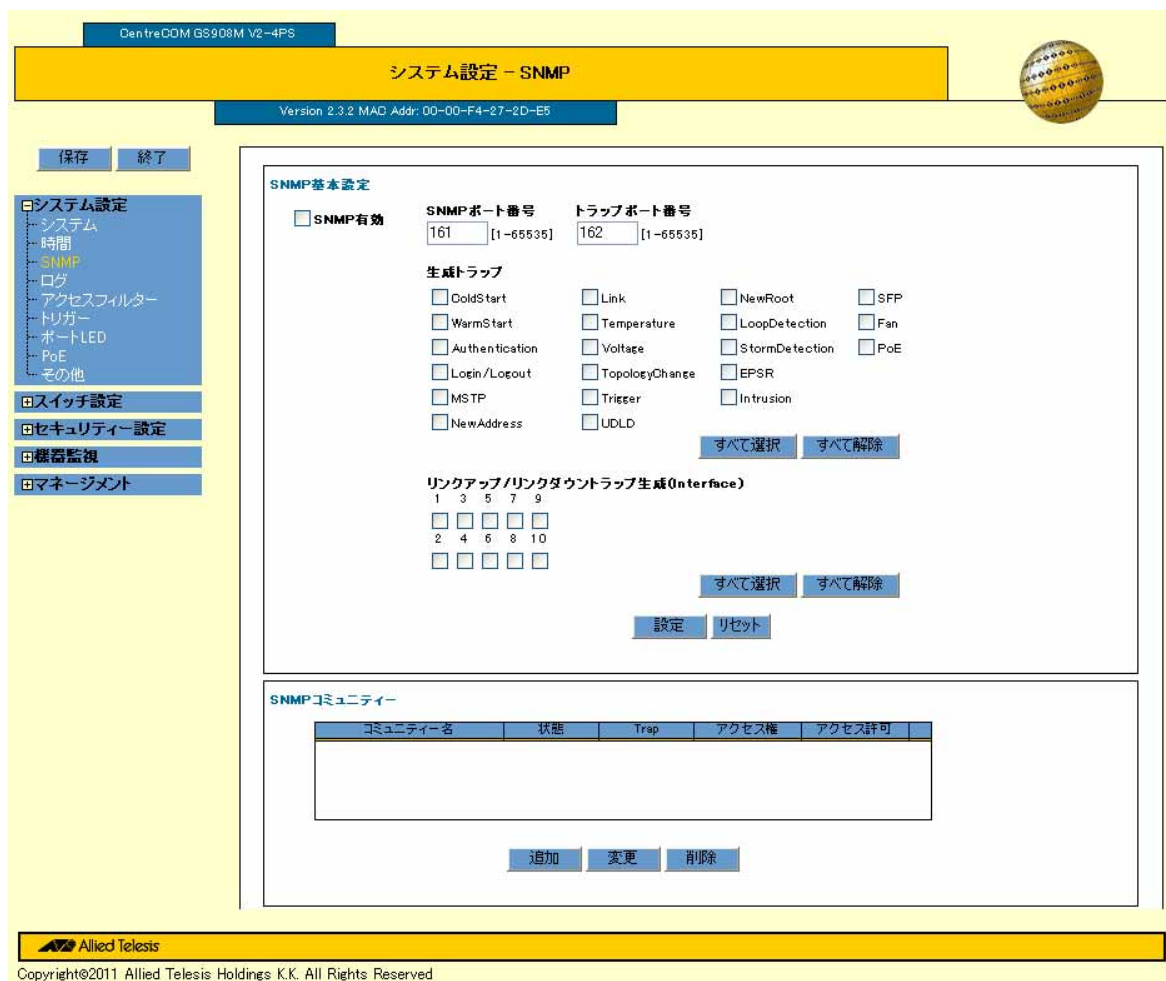 CentreCOM GS908M V2-4PS
システム設定 - SNMP
Version 2.3.2 MAC Addr: 00-00-F4-27-2D-E5
保存 終了
システム設定
システム
時間
SNMP
ログ
アクセスフィルター
トリガー
ポートLED
PoE
その他
スイッチ設定
セキュリティー設定
機器監視
マネージメント
SNMP基本設定
SNMP有効
SNMPポート番号 トラップポート番号
161 [1-65535] 162 [1-65535]
生成トラップ
ColdStart Link NewRoot SFP
WarmStart Temperature LoopDetection Fan
Authentication Voltage StormDetection PoE
Login/Logout TopologyChange EPSR
MSTP Trigger Intrusion
NewAddress UDLD
すべて選択 すべて解除
リンクアップ/リンクダウントラップ生成(Interface)
1 3 5 7 9
2 4 6 8 10
すべて選択 すべて解除
設定 リセット
SNMPコミュニティー
コミュニティー名 状態 Trap アクセス権 アクセス許可
追加 変更 削除
Allied Telesis
Copyright©2011 Allied Telesis Holdings K.K. All Rights Reserved